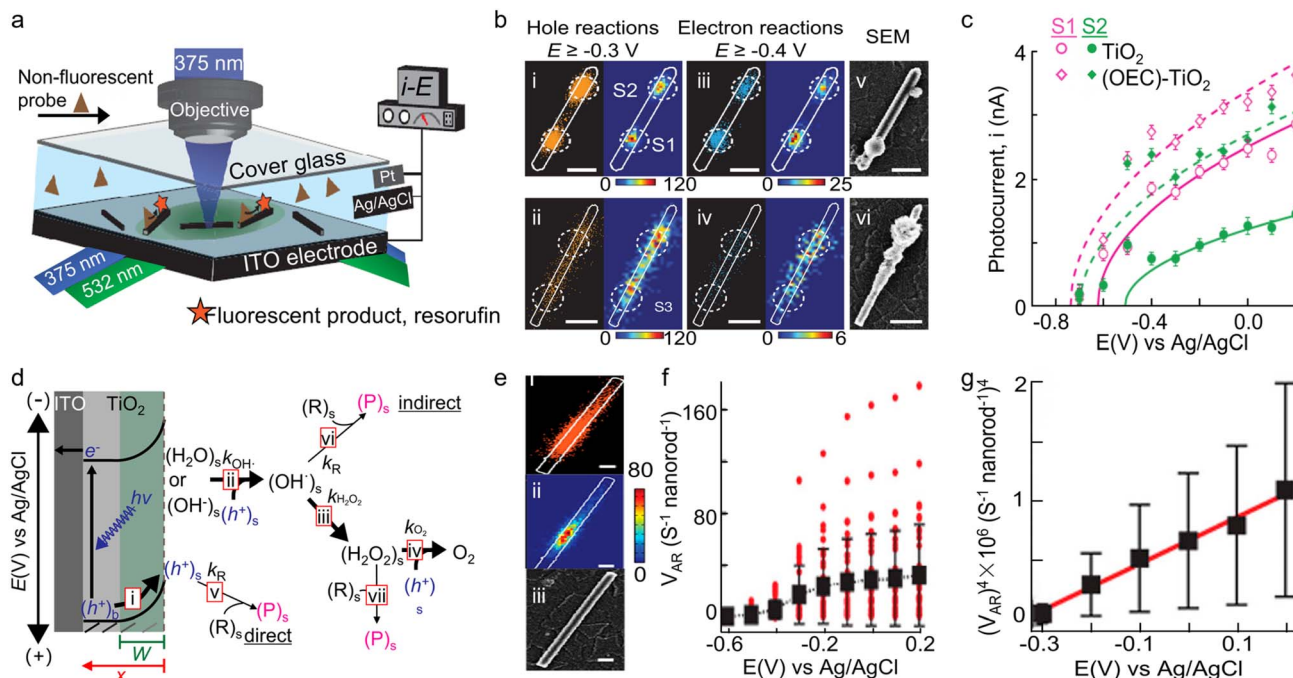 a
375 nm
Non-fluorescent
probe
Objective
i-E
Cover glass
Pt
Ag/AgCl
ITO electrode
375 nm
532 nm
Fluorescent product, resorufin
b
Hole reactions
E ≥ -0.3 V
Electron reactions
E ≥ -0.4 V
SEM
i
S2
S1
iii
v
0 120
0 25
ii
S3
iv
vi
0 120
0 6
c
S1 S2
TiO2
(OEC)-TiO2
Photocurrent, i (nA)
4
2
0
-0.8
-0.4
0.0
E(V) vs Ag/AgCl
d
(-)
(+)
E(V) vs Ag/AgCl
ITO
TiO2
e-
hν
(h+)b
i
W
x
(H2O)s
or
(OH-)s
kOH·
ii
(h+)s
(OH·)s
(R)s
vi
kR
(P)s
indirect
iii
kH2O2
(H2O2)s
kO2
iv
(h+)
s
O2
(R)s
vii
(P)s
(h+)s
kR
v
(R)s
direct
(P)s
e
i
ii
iii
80
0
f
VAR (S-1 nanorod-1)
160
80
0
-0.6
-0.2
0.2
E(V) vs Ag/AgCl
g
(VAR)4 × 106 (S-1 nanorod-1)4
2
1
0
-0.3
-0.1
0.1
E(V) vs Ag/AgCl